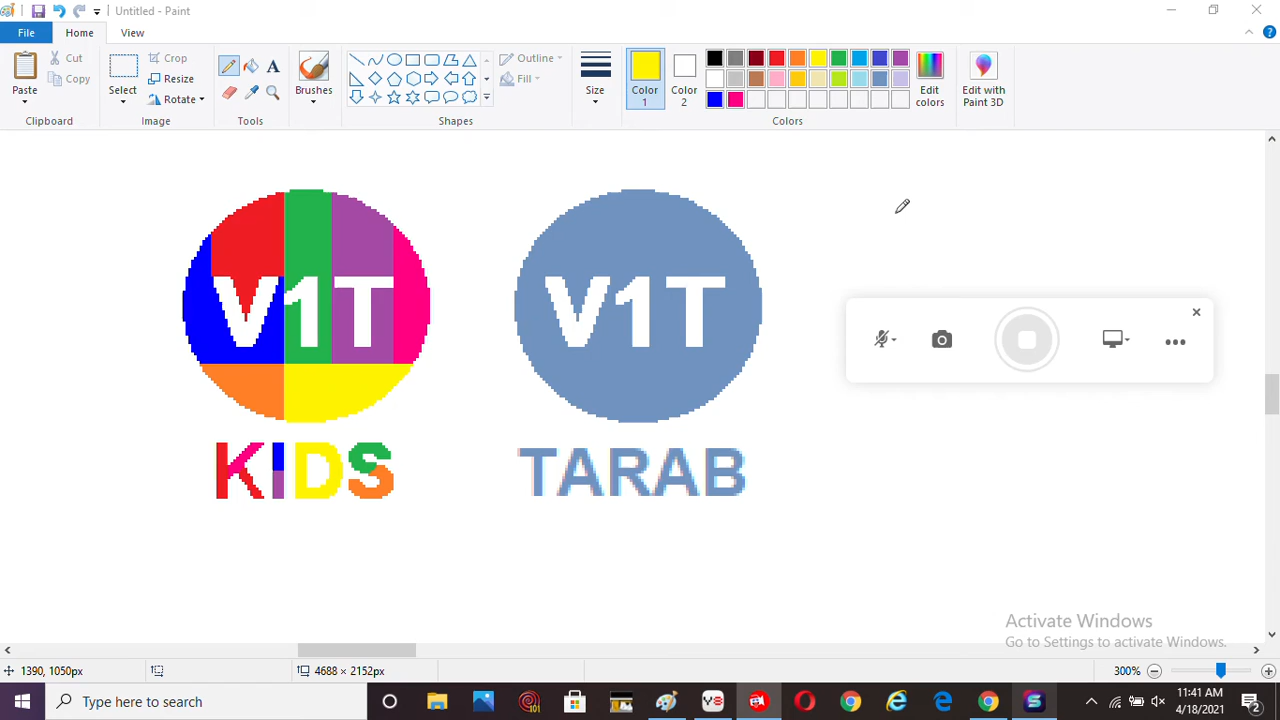 Untitled - Paint
File
Home
View
Paste
Cut
Copy
Clipboard
Select
Crop
Resize
Rotate
Image
Tools
Brushes
Shapes
Outline
Fill
Size
Color 1
Color 2
Colors
Edit colors
Edit with Paint 3D
V1T
KIDS
V1T
TARAB
Activate Windows
Go to Settings to activate Windows.
1390, 1050px
4688 × 2152px
300%
Type here to search
101
11:41 AM
4/18/2021
2